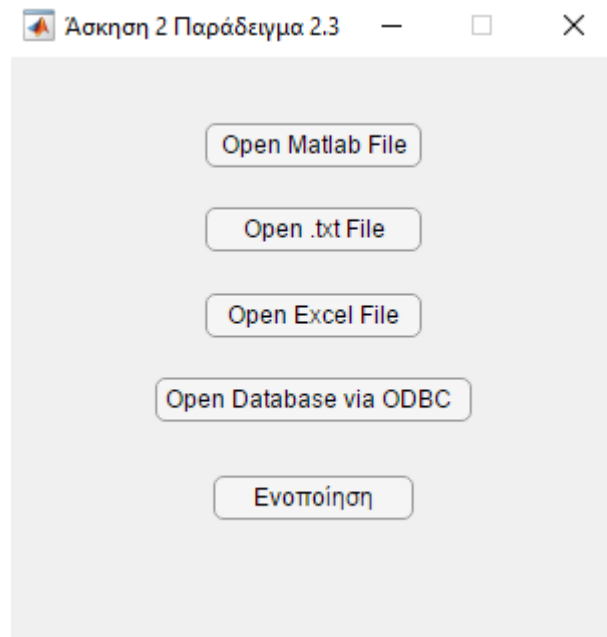 Άσκηση 2 Παράδειγμα 2.3
Open Matlab File
Open .txt File
Open Excel File
Open Database via ODBC
Ενοποίηση